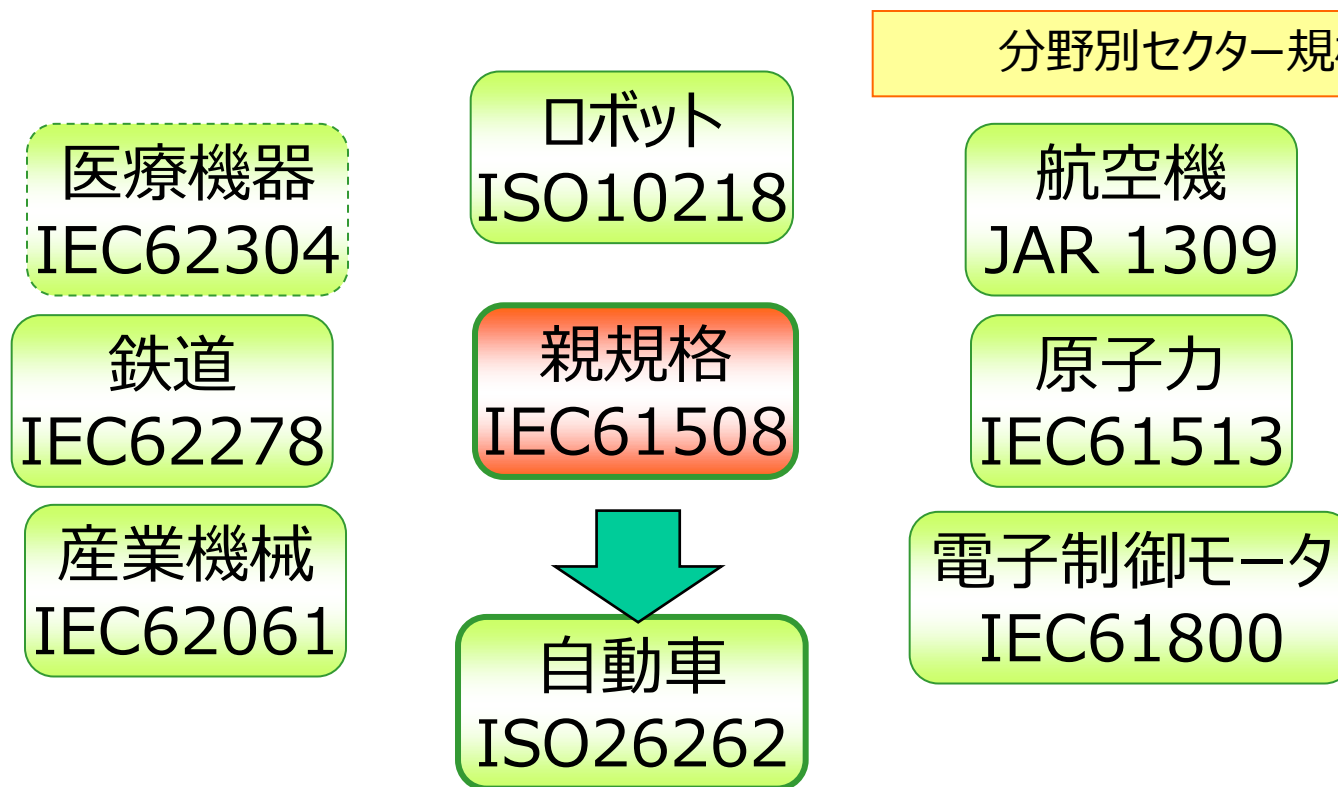 分野別セクター規
ロボット
ISO10218
医療機器
IEC62304
航空機
JAR 1309
鉄道
IEC62278
親規格
IEC61508
原子力
IEC61513
産業機械
IEC62061
電子制御モータ
IEC61800
自動車
ISO26262